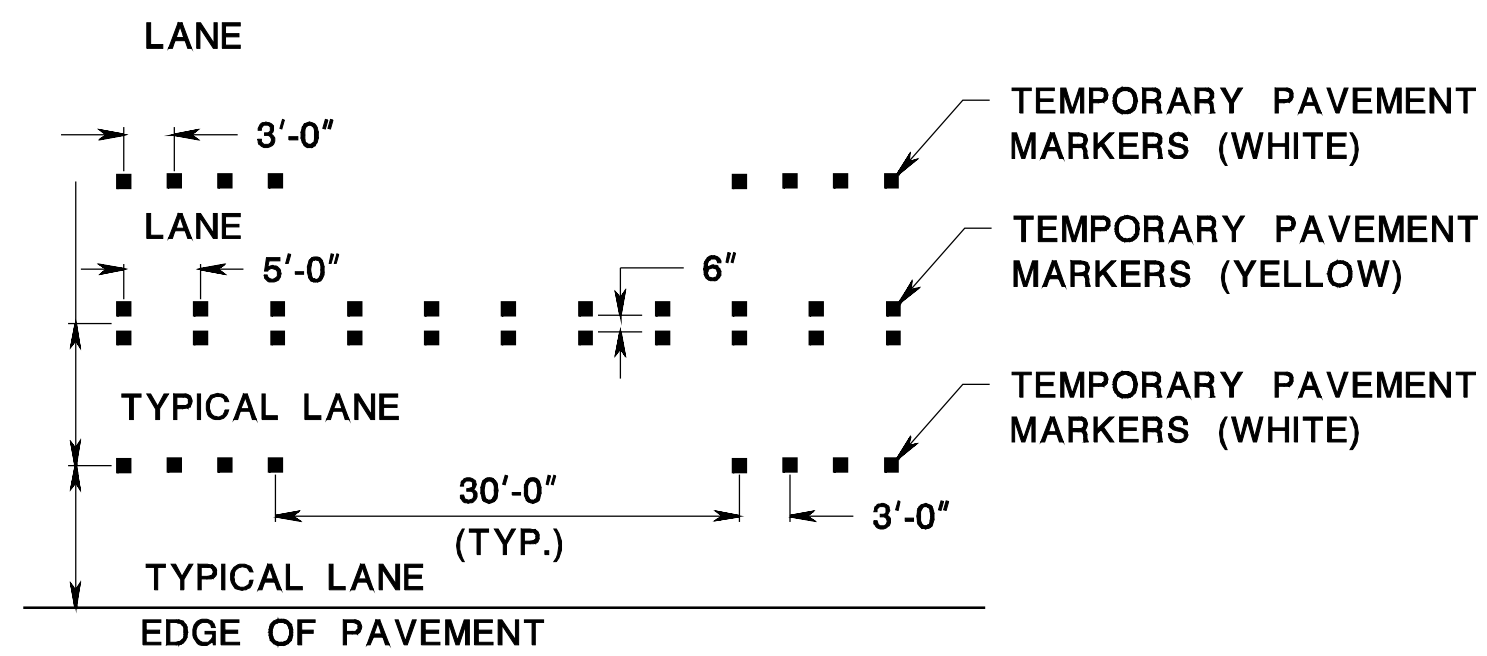 LANE
TEMPORARY PAVEMENT
MARKERS (WHITE)
3'-0"
LANE
TEMPORARY PAVEMENT
MARKERS (YELLOW)
5'-0"
6"
TYPICAL LANE
TEMPORARY PAVEMENT
MARKERS (WHITE)
30'-0"
(TYP.)
3'-0"
TYPICAL LANE
EDGE OF PAVEMENT